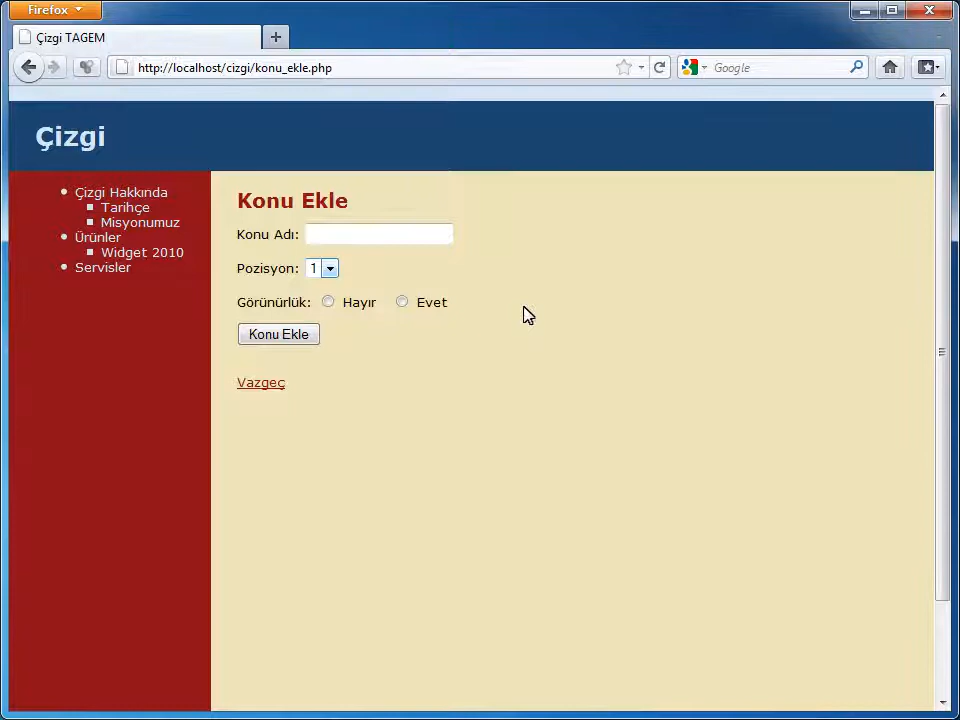 Firefox
Çizgi TAGEM
http://localhost/cizgi/konu_ekle.php
Google
Çizgi
Çizgi Hakkında
Tarihçe
Misyonumuz
Ürünler
Widget 2010
Servisler
Konu Ekle
Konu Adı:
Pozisyon: 1
Görünürlük: Hayır Evet
Konu Ekle
Vazgeç